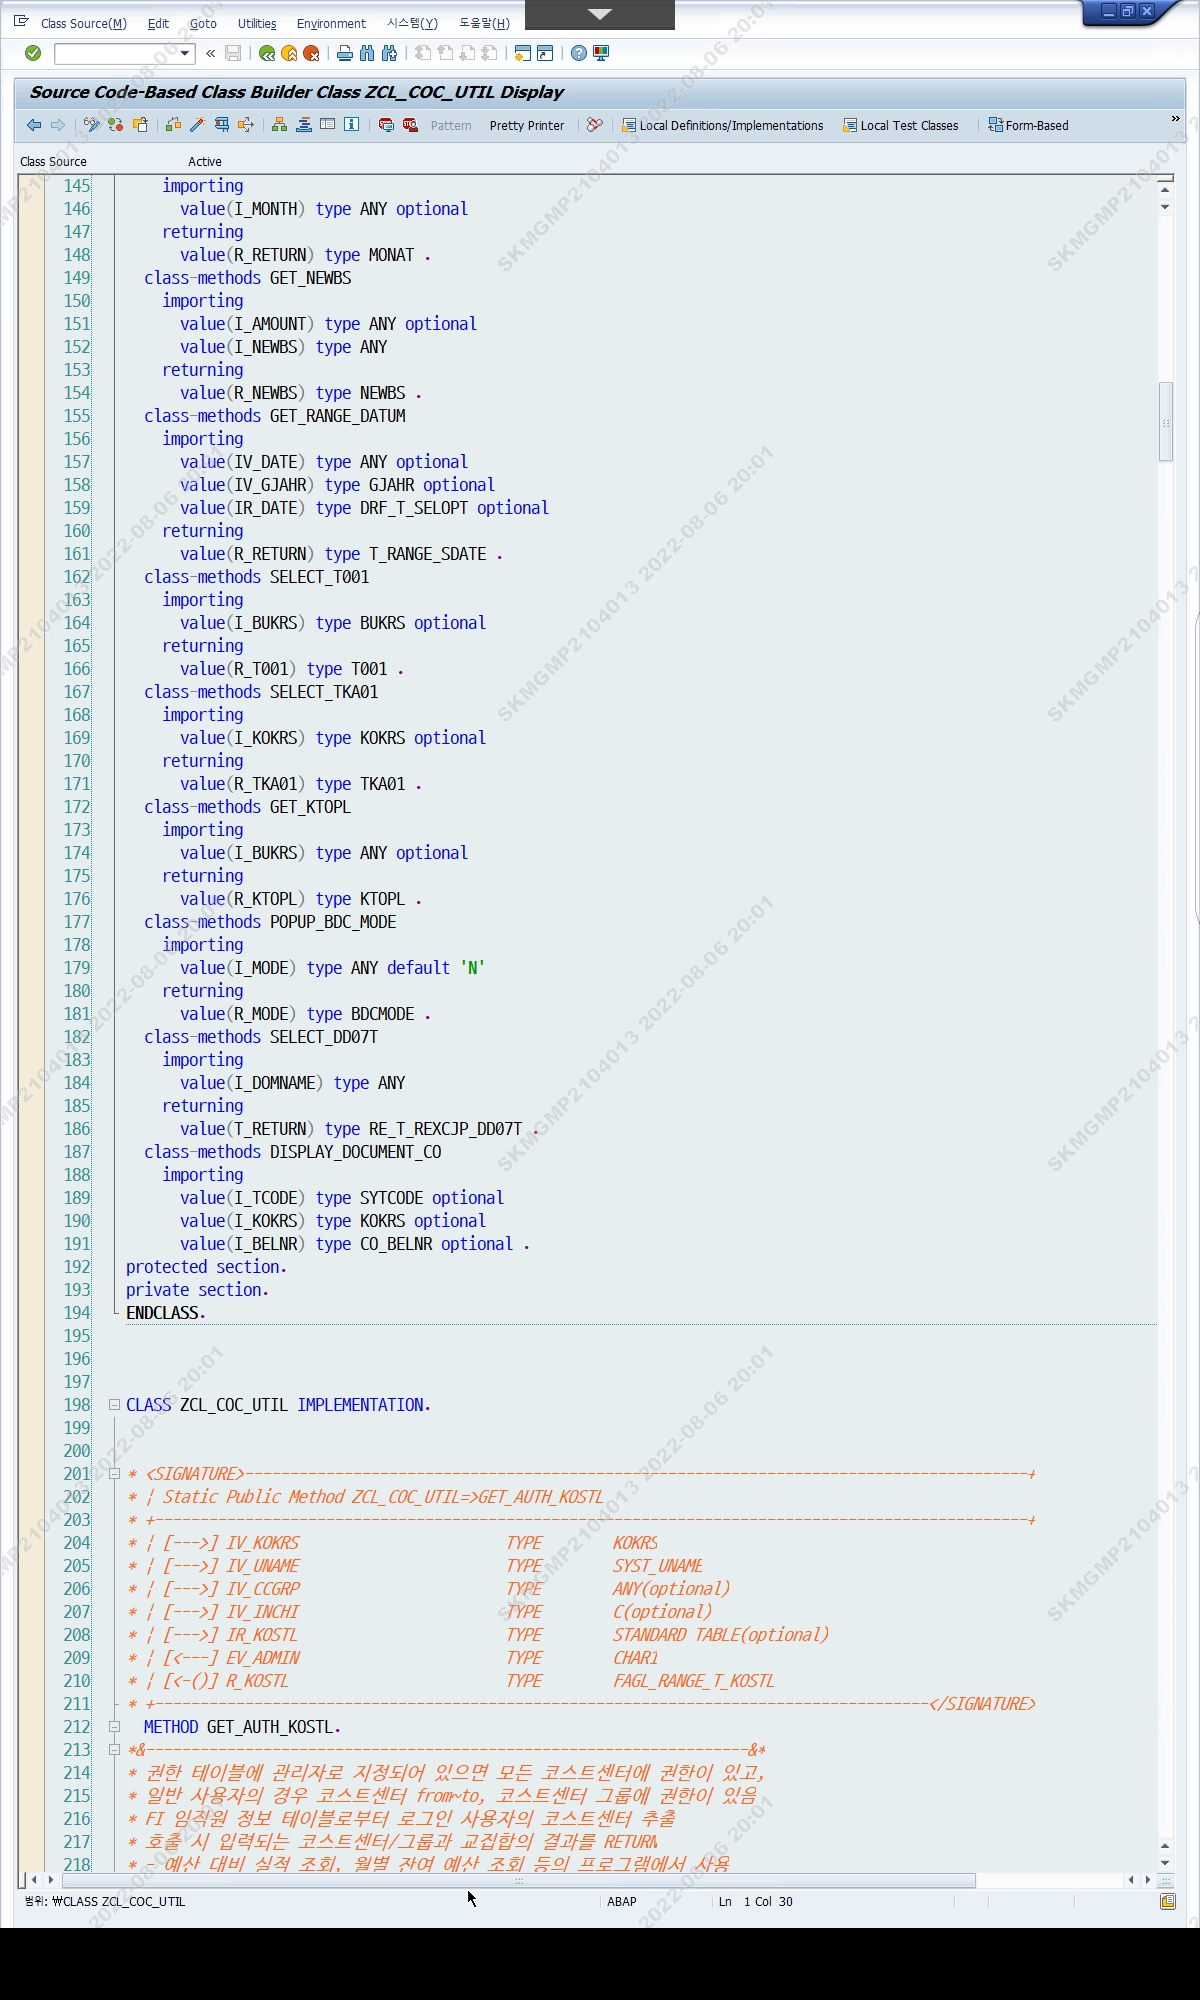 Class Source(M) Edit Goto Utilities Environment 시스템(Y) 도움말(H)
Source Code-Based Class Builder Class ZCL_COC_UTIL Display
Pattern Pretty Printer Local Definitions/Implementations Local Test Classes Form-Based
Class Source Active
145 importing
146 value(I_MONTH) type ANY optional
147 returning
148 value(R_RETURN) type MONAT .
149 class-methods GET_NEWBS
150 importing
151 value(I_AMOUNT) type ANY optional
152 value(I_NEWBS) type ANY
153 returning
154 value(R_NEWBS) type NEWBS .
155 class-methods GET_RANGE_DATUM
156 importing
157 value(IV_DATE) type ANY optional
158 value(IV_GJAHR) type GJAHR optional
159 value(IR_DATE) type DRF_T_SELOPT optional
160 returning
161 value(R_RETURN) type T_RANGE_SDATE .
162 class-methods SELECT_T001
163 importing
164 value(I_BUKRS) type BUKRS optional
165 returning
166 value(R_T001) type T001 .
167 class-methods SELECT_TKA01
168 importing
169 value(I_KOKRS) type KOKRS optional
170 returning
171 value(R_TKA01) type TKA01 .
172 class-methods GET_KTOPL
173 importing
174 value(I_BUKRS) type ANY optional
175 returning
176 value(R_KTOPL) type KTOPL .
177 class-methods POPUP_BDC_MODE
178 importing
179 value(I_MODE) type ANY default 'N'
180 returning
181 value(R_MODE) type BDCMODE .
182 class-methods SELECT_DD07T
183 importing
184 value(I_DOMNAME) type ANY
185 returning
186 value(T_RETURN) type RE_T_REXCJP_DD07T .
187 class-methods DISPLAY_DOCUMENT_CO
188 importing
189 value(I_TCODE) type SYTCODE optional
190 value(I_KOKRS) type KOKRS optional
191 value(I_BELNR) type CO_BELNR optional .
192 protected section.
193 private section.
194 ENDCLASS.
195
196
197
198 CLASS ZCL_COC_UTIL IMPLEMENTATION.
199
200
201 * <SIGNATURE>---------------------------------------------------------------------------------------+
202 * ¦ Static Public Method ZCL_COC_UTIL=>GET_AUTH_KOSTL
203 * +-------------------------------------------------------------------------------------------------+
204 * ¦ [--->] IV_KOKRS TYPE KOKRS
205 * ¦ [--->] IV_UNAME TYPE SYST_UNAME
206 * ¦ [--->] IV_CCGRP TYPE ANY(optional)
207 * ¦ [--->] IV_INCHI TYPE C(optional)
208 * ¦ [--->] IR_KOSTL TYPE STANDARD TABLE(optional)
209 * ¦ [<---] EV_ADMIN TYPE CHAR1
210 * ¦ [<-()] R_KOSTL TYPE FAGL_RANGE_T_KOSTL
211 * +--------------------------------------------------------------------------------------</SIGNATURE>
212 METHOD GET_AUTH_KOSTL.
213 *&-------------------------------------------------------------------&*
214 * 권한 테이블에 관리자로 지정되어 있으면 모든 코스트센터에 권한이 있고,
215 * 일반 사용자의 경우 코스트센터 from~to, 코스트센터 그룹에 권한이 있음
216 * FI 임직원 정보 테이블로부터 로그인 사용자의 코스트센터 추출
217 * 호출 시 입력되는 코스트센터/그룹과 교집합의 결과를 RETURN
218 * - 예산 대비 실적 조회, 월별 잔여 예산 조회 등의 프로그램에서 사용
범위: ₩CLASS ZCL_COC_UTIL ABAP Ln 1 Col 30
SKMGMP2104013 2022-08-06 20:01